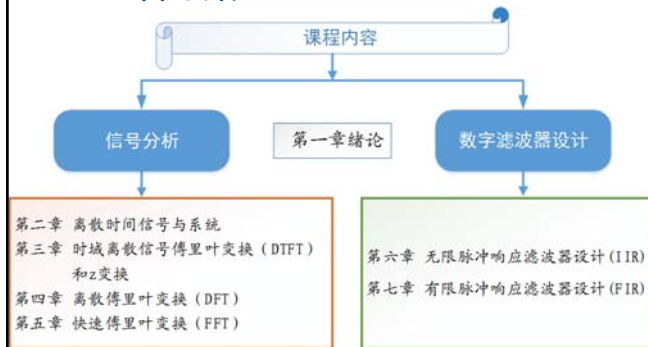 课程内容
信号分析
第一章绪论
数字滤波器设计
第二章 离散时间信号与系统
第三章 时域离散信号傅里叶变换(DTFT)
和z变换
第四章 离散傅里叶变换(DFT)
第五章 快速傅里叶变换(FFT)
第六章 无限脉冲响应滤波器设计(IIR)
第七章 有限脉冲响应滤波器设计(FIR)